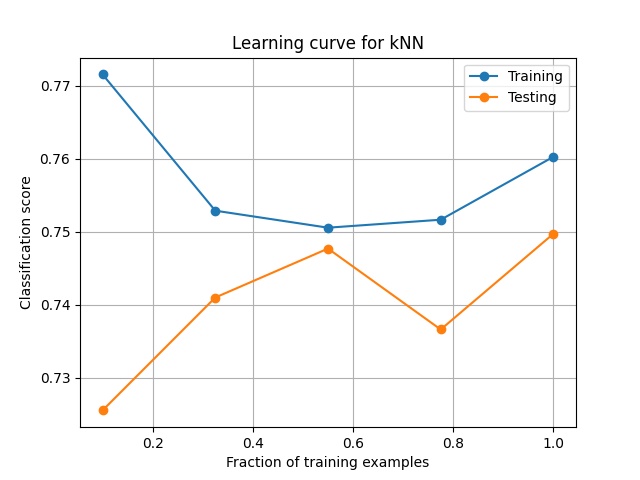 Learning curve for kNN
Training
Testing
Classification score
0.77
0.76
0.75
0.74
0.73
0.2 0.4 0.6 0.8 1.0
Fraction of training examples